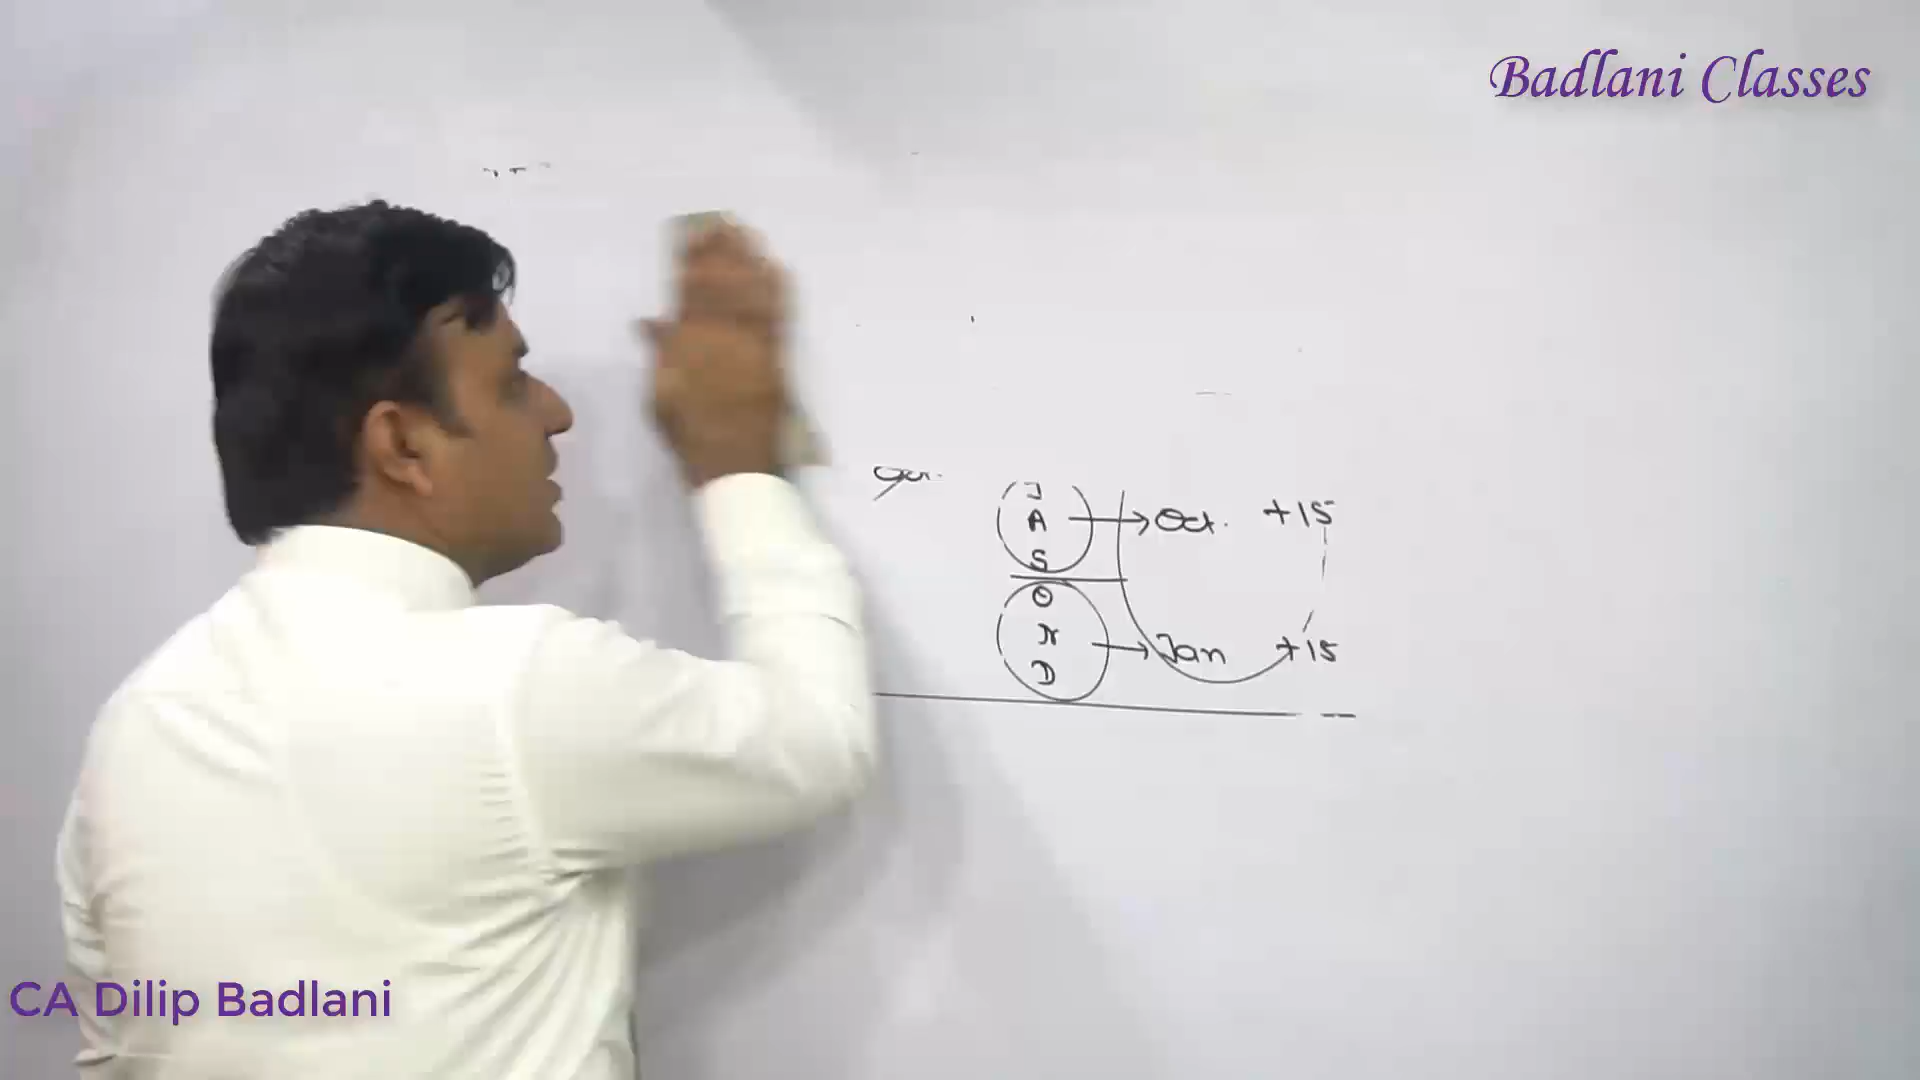 Badlani Classes
J
A → Oct. +15
S
O
N → Jan +15
D
CA Dilip Badlani